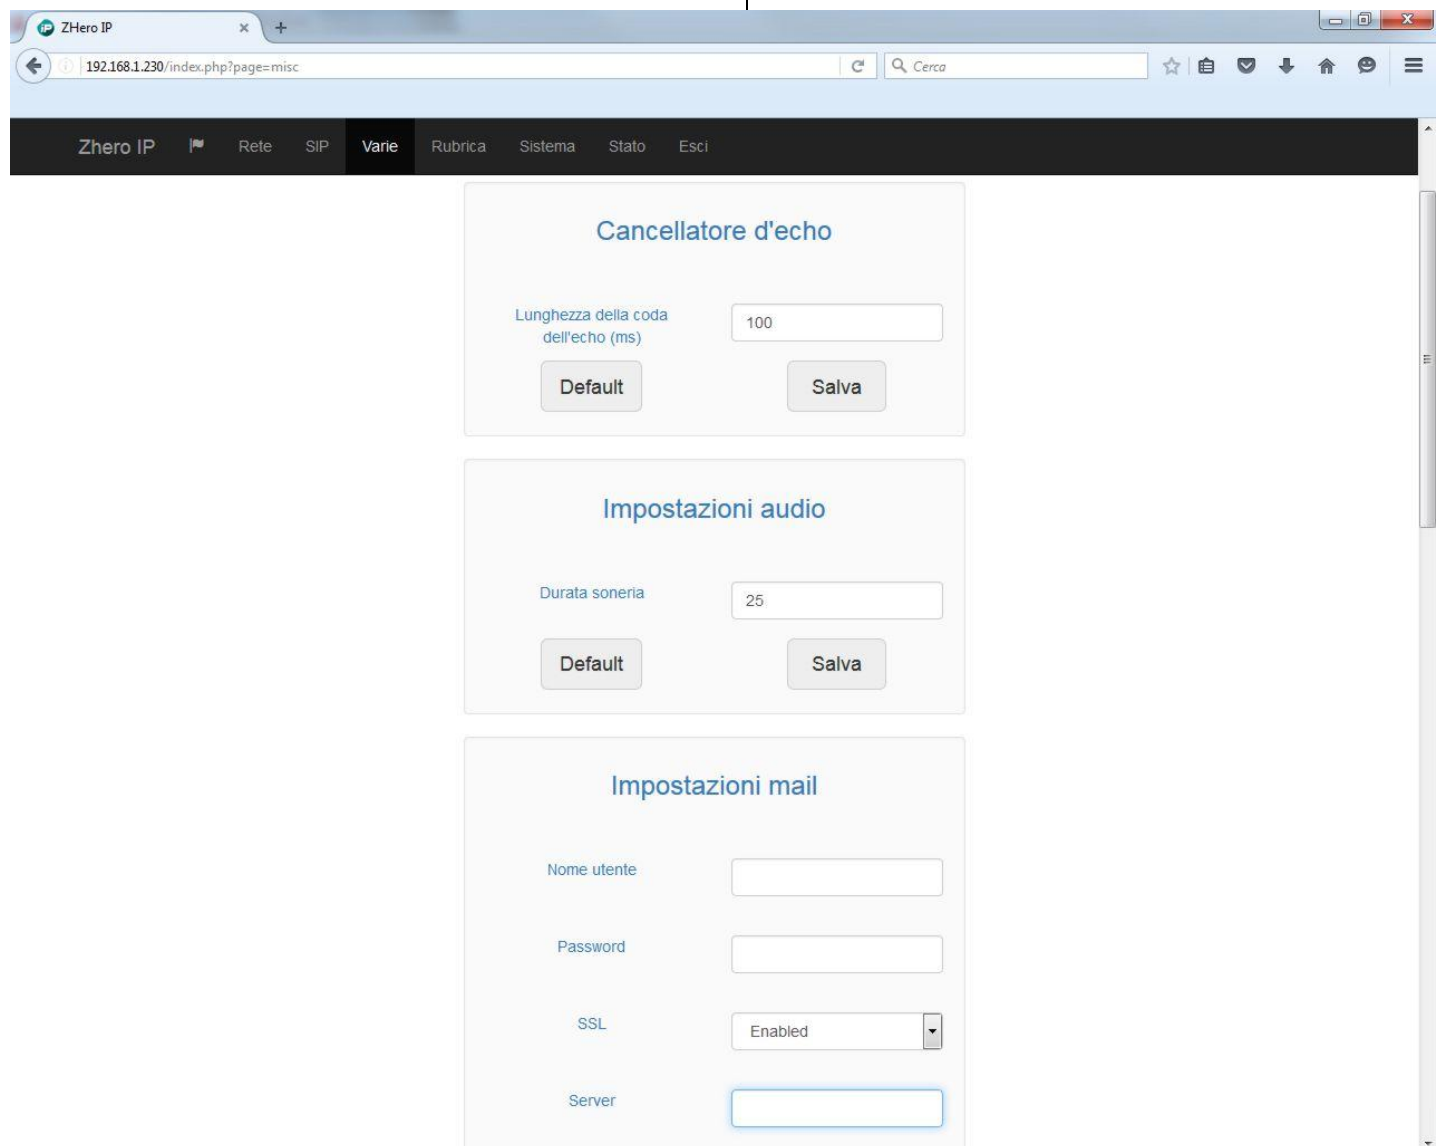 ZHero IP
192.168.1.230/index.php?page=misc
Cerca
Zhero IP Rete SIP Varie Rubrica Sistema Stato Esci
Cancellatore d'echo
Lunghezza della coda
dell'echo (ms)
100
Default Salva
Impostazioni audio
Durata soneria
25
Default Salva
Impostazioni mail
Nome utente
Password
SSL
Enabled
Server